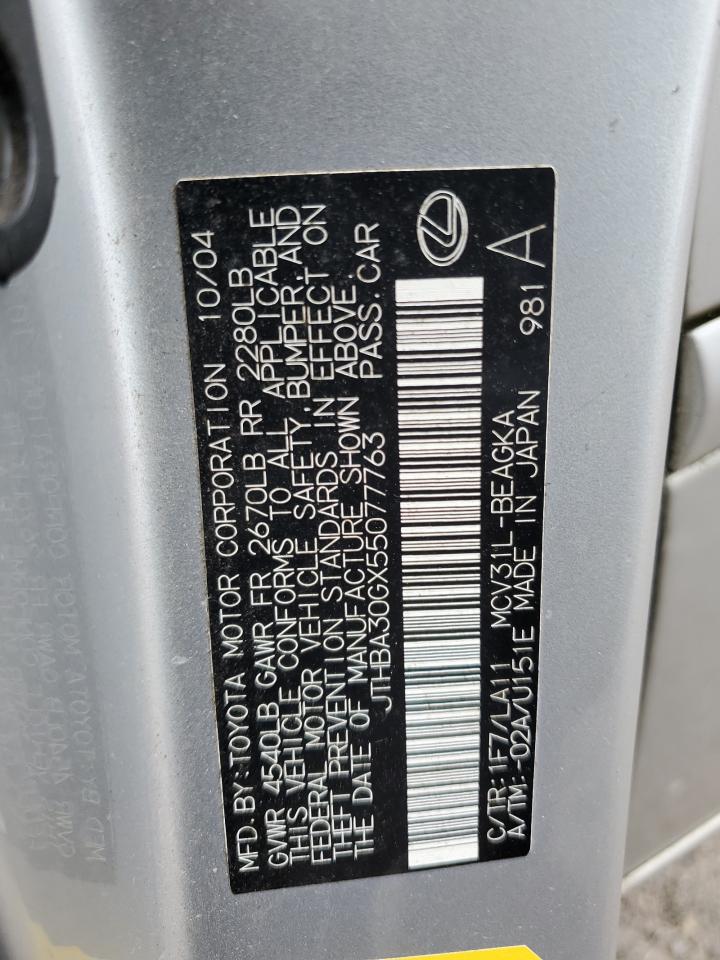 MFD. BY: TOYOTA MOTOR CORPORATION 10/04
GVWR 4540LB GAWR FR 2670LB RR 2280LB
THIS VEHICLE CONFORMS TO ALL APPLICABLE
FEDERAL MOTOR VEHICLE SAFETY, BUMPER, AND
THEFT PREVENTION STANDARDS IN EFFECT ON
THE DATE OF MANUFACTURE SHOWN ABOVE.
JTHBA30GX55077763 PASS. CAR
C/TR: 1F7/LA11 MCV31L-BEAGKA 981 A
A/TM: -02A/U151E MADE IN JAPAN